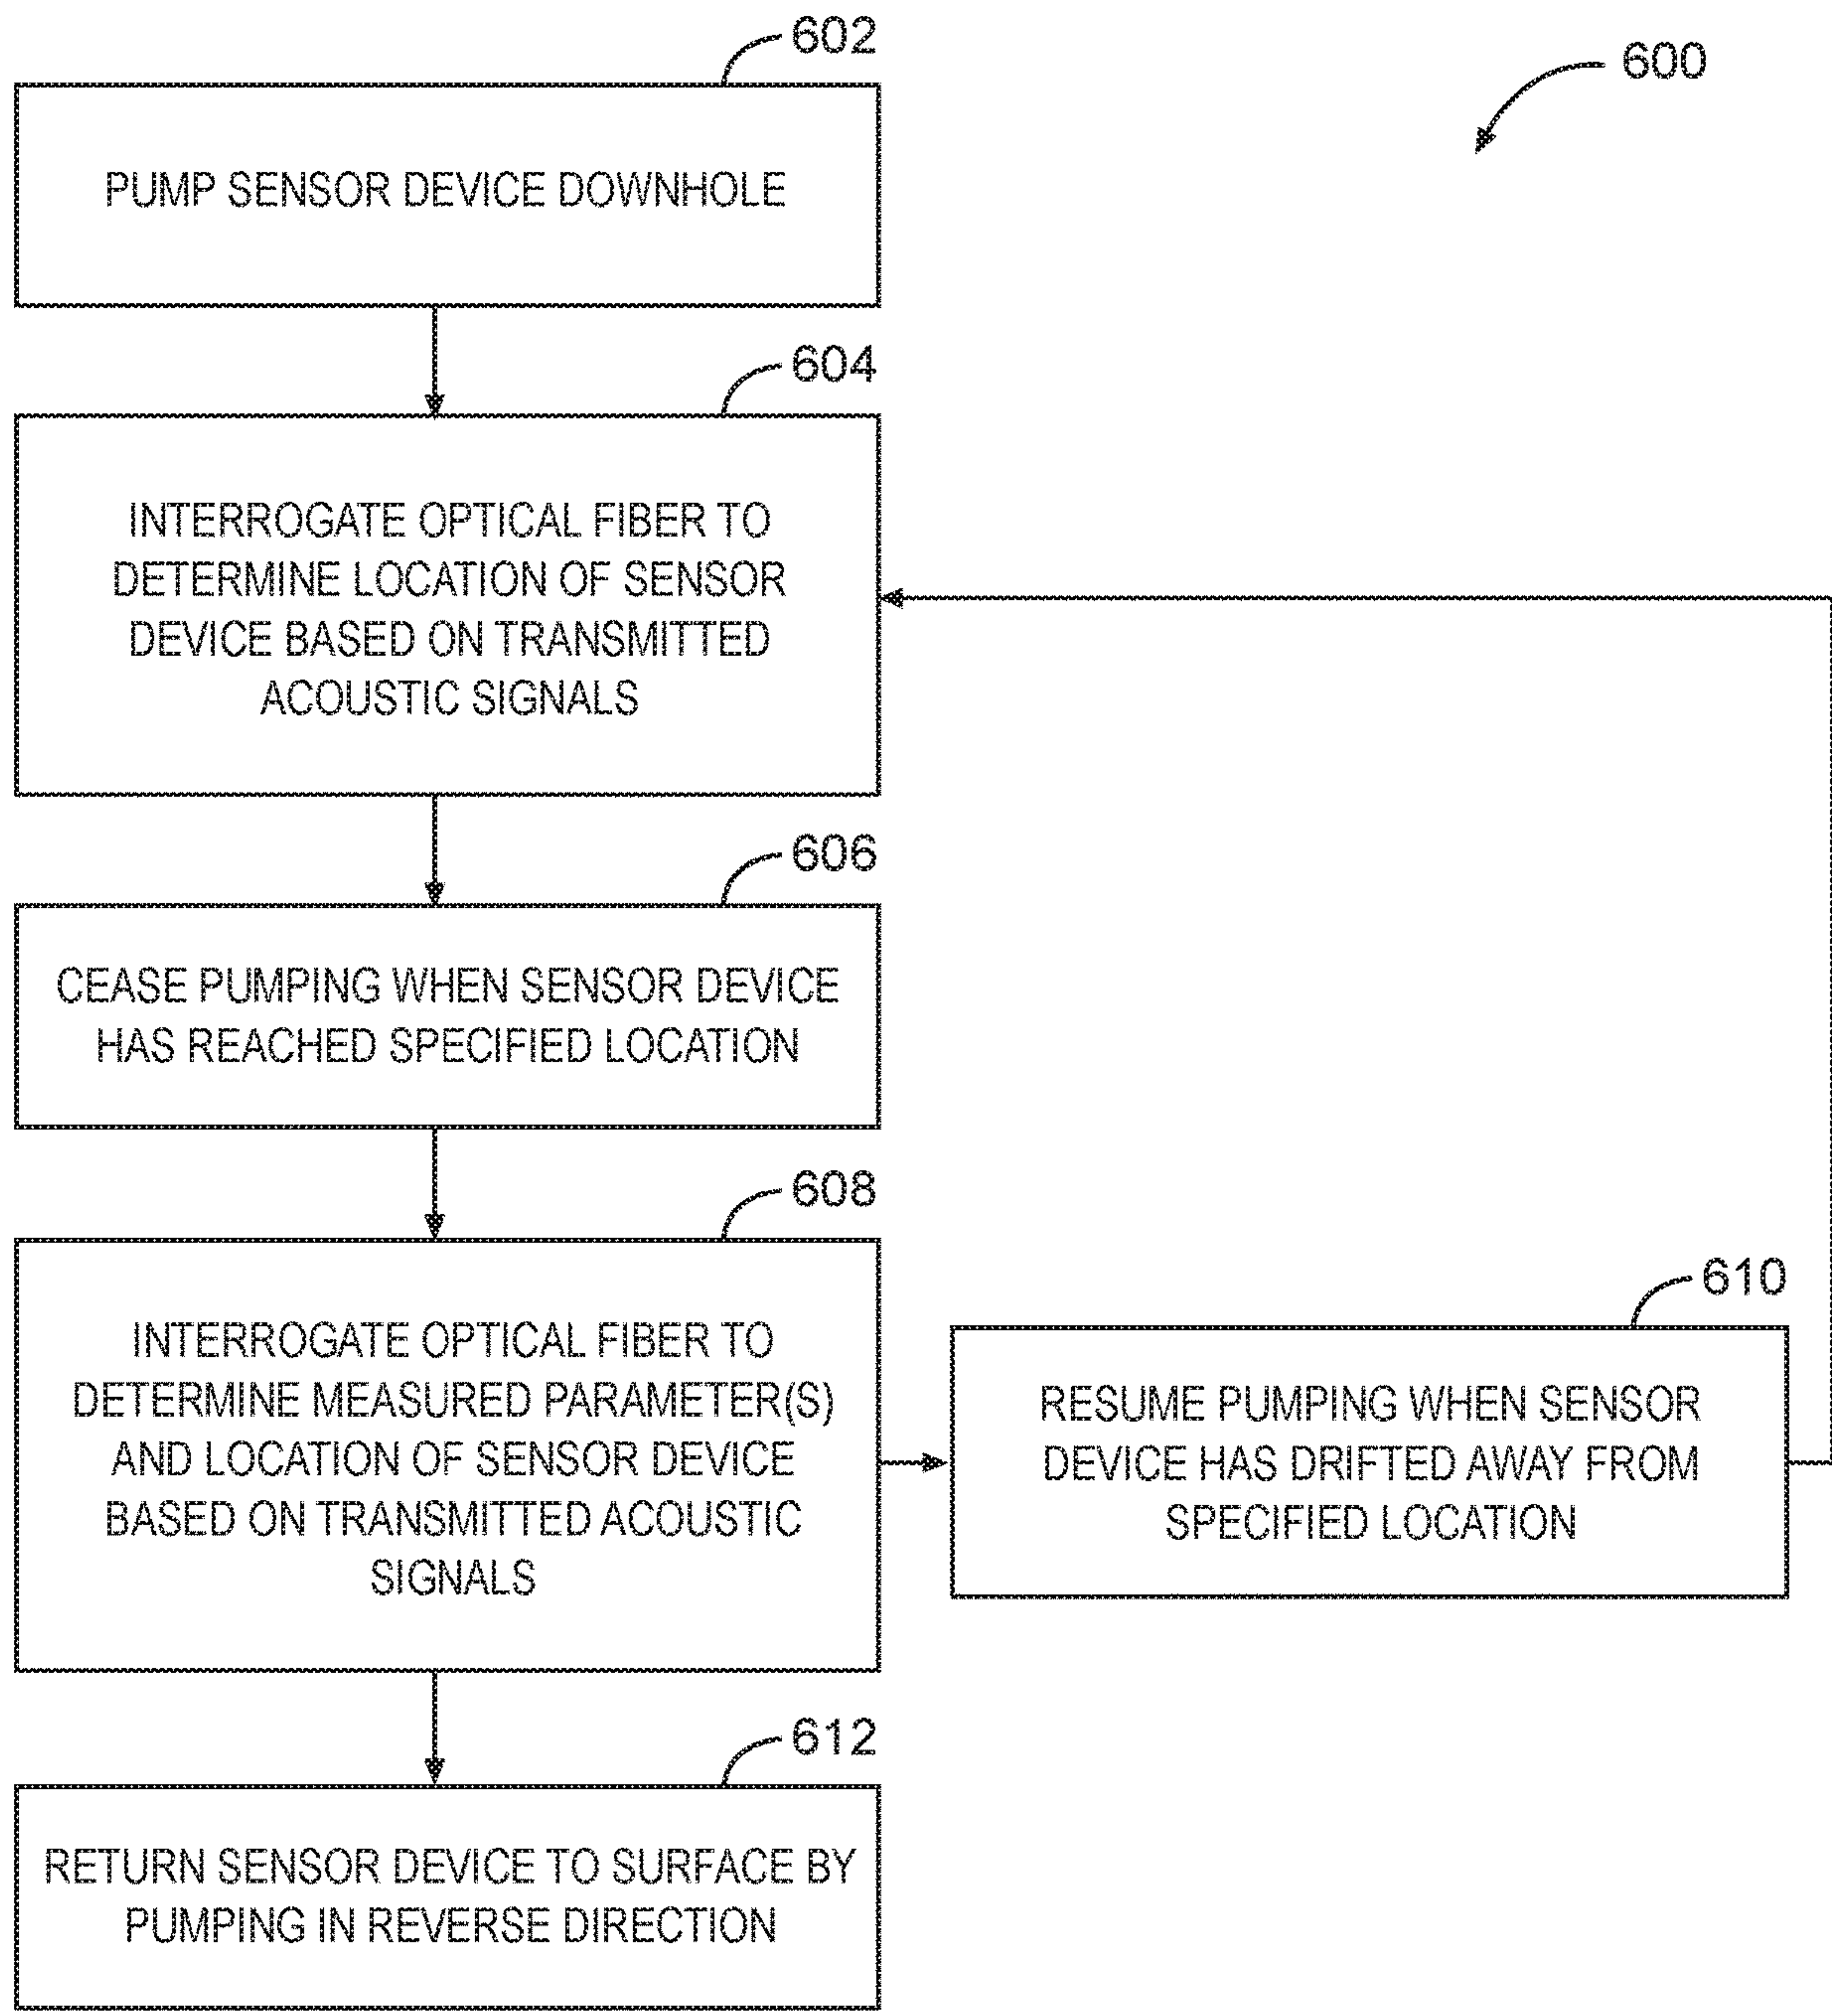 602
600
PUMP SENSOR DEVICE DOWNHOLE
604
INTERROGATE OPTICAL FIBER TO
DETERMINE LOCATION OF SENSOR
DEVICE BASED ON TRANSMITTED
ACOUSTIC SIGNALS
606
CEASE PUMPING WHEN SENSOR DEVICE
HAS REACHED SPECIFIED LOCATION
608
INTERROGATE OPTICAL FIBER TO
DETERMINE MEASURED PARAMETER(S)
AND LOCATION OF SENSOR DEVICE
BASED ON TRANSMITTED ACOUSTIC
SIGNALS
610
RESUME PUMPING WHEN SENSOR
DEVICE HAS DRIFTED AWAY FROM
SPECIFIED LOCATION
612
RETURN SENSOR DEVICE TO SURFACE BY
PUMPING IN REVERSE DIRECTION